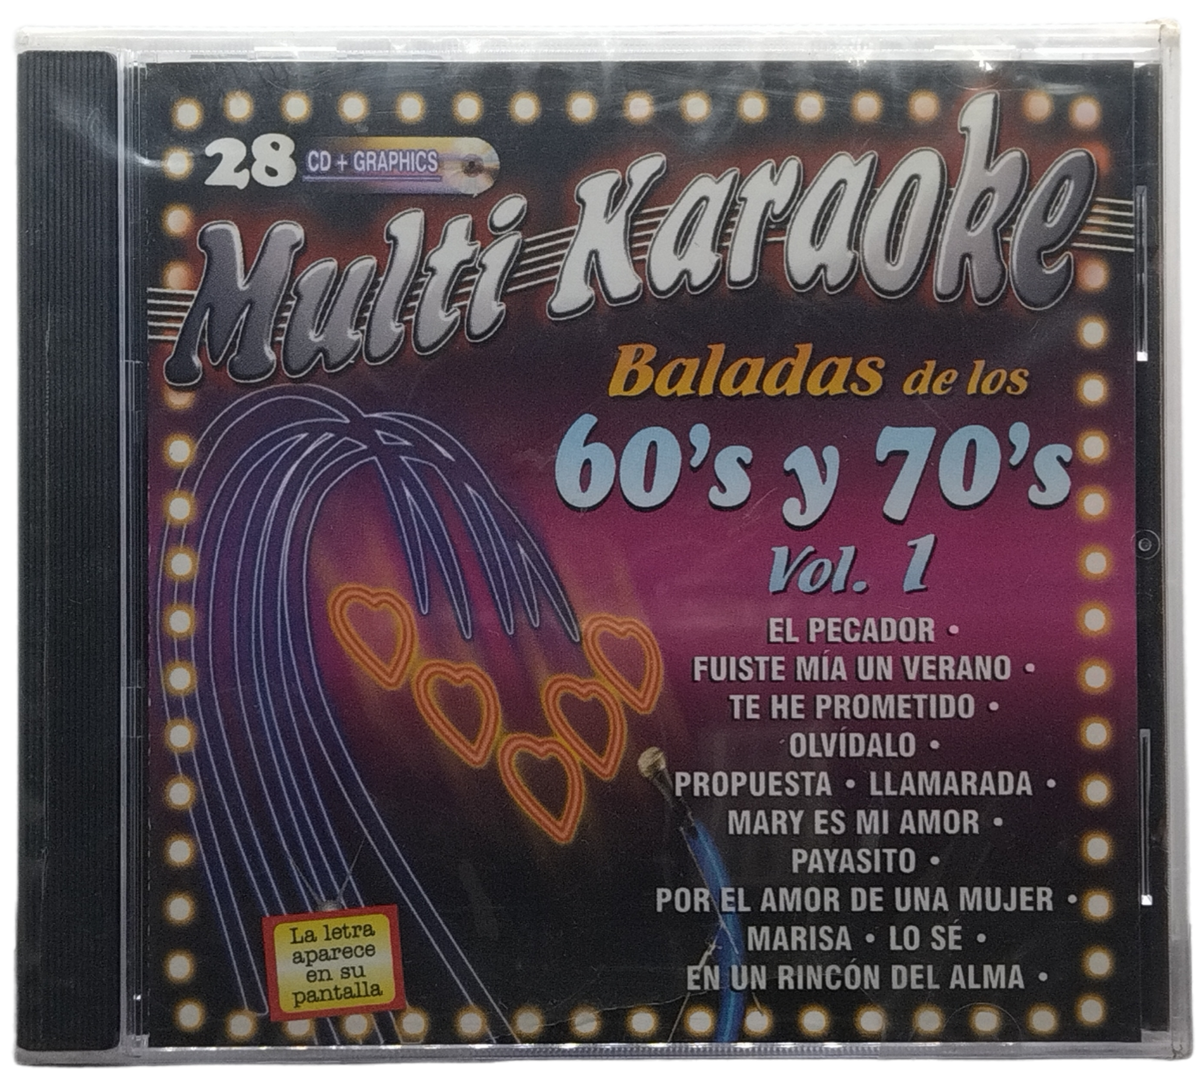 28 CD + GRAPHICS
Multi Karaoke
Baladas de los
60's y 70's
Vol. 1
EL PECADOR •
FUISTE MÍA UN VERANO •
TE HE PROMETIDO •
OLVÍDALO •
PROPUESTA • LLAMARADA •
MARY ES MI AMOR •
PAYASITO •
POR EL AMOR DE UNA MUJER •
MARISA • LO SÉ •
EN UN RINCÓN DEL ALMA •
La letra
aparece
en su
pantalla